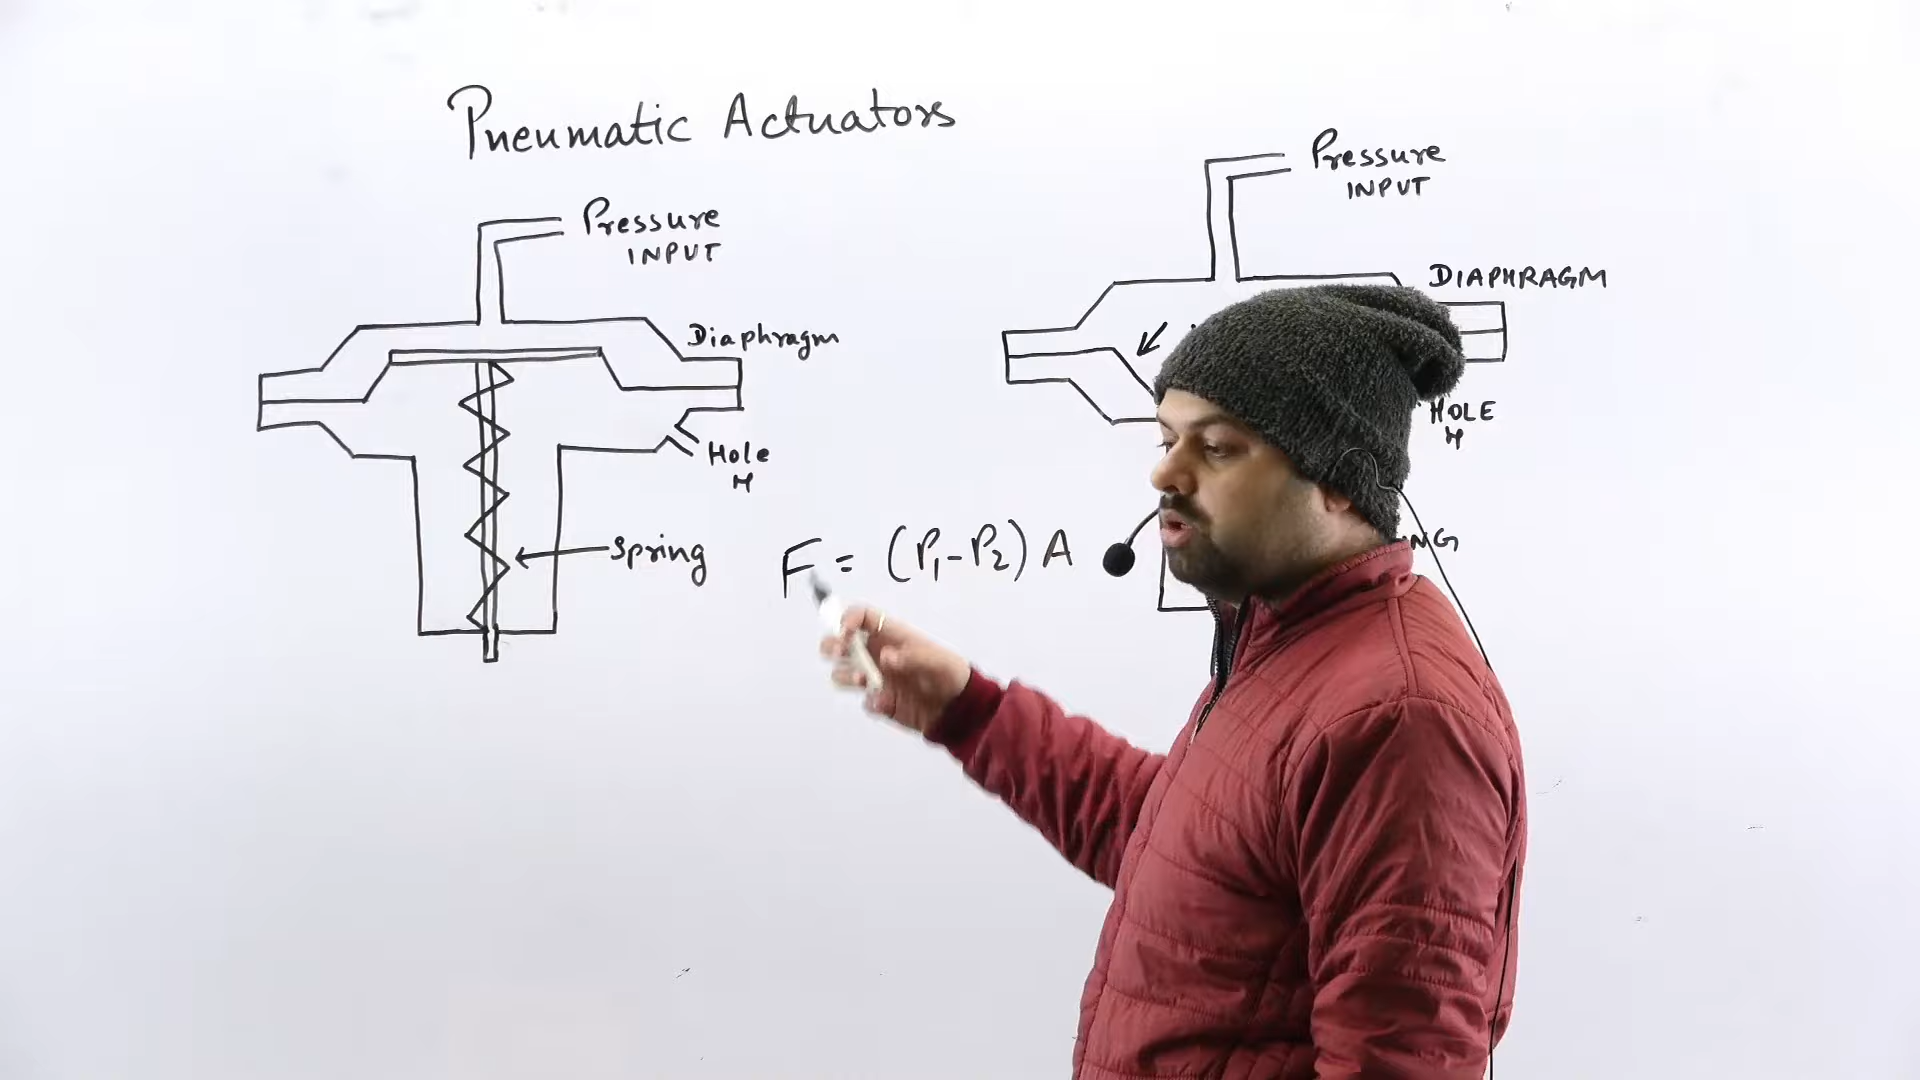 Pneumatic Actuators
Pressure
INPUT
Diaphragm
Hole
H
Spring
F = (P₁-P₂) A
Pressure
INPUT
DIAPHRAGM
HOLE
H